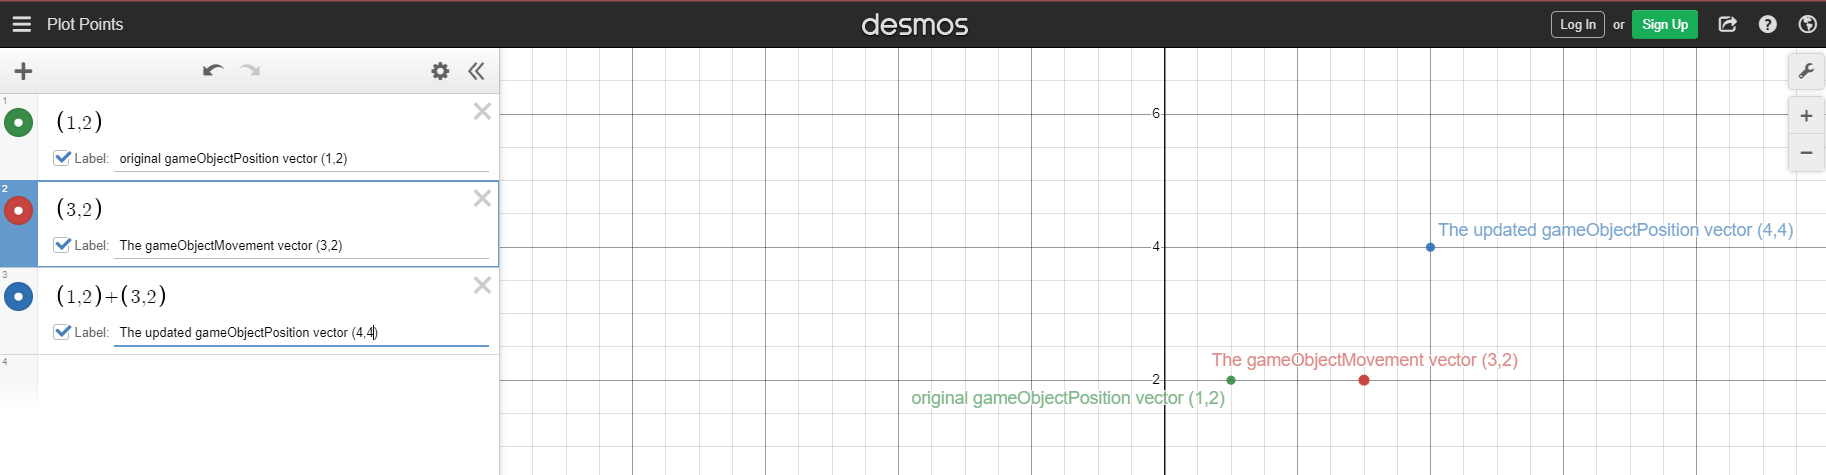 Plot Points
desmos
Log In or Sign Up
1
(1,2)
Label: original gameObjectPosition vector (1,2)
2
(3,2)
Label: The gameObjectMovement vector (3,2)
3
(1,2)+(3,2)
Label: The updated gameObjectPosition vector (4,4)
4
6
The updated gameObjectPosition vector (4,4)
4
The gameObjectMovement vector (3,2)
2
original gameObjectPosition vector (1,2)